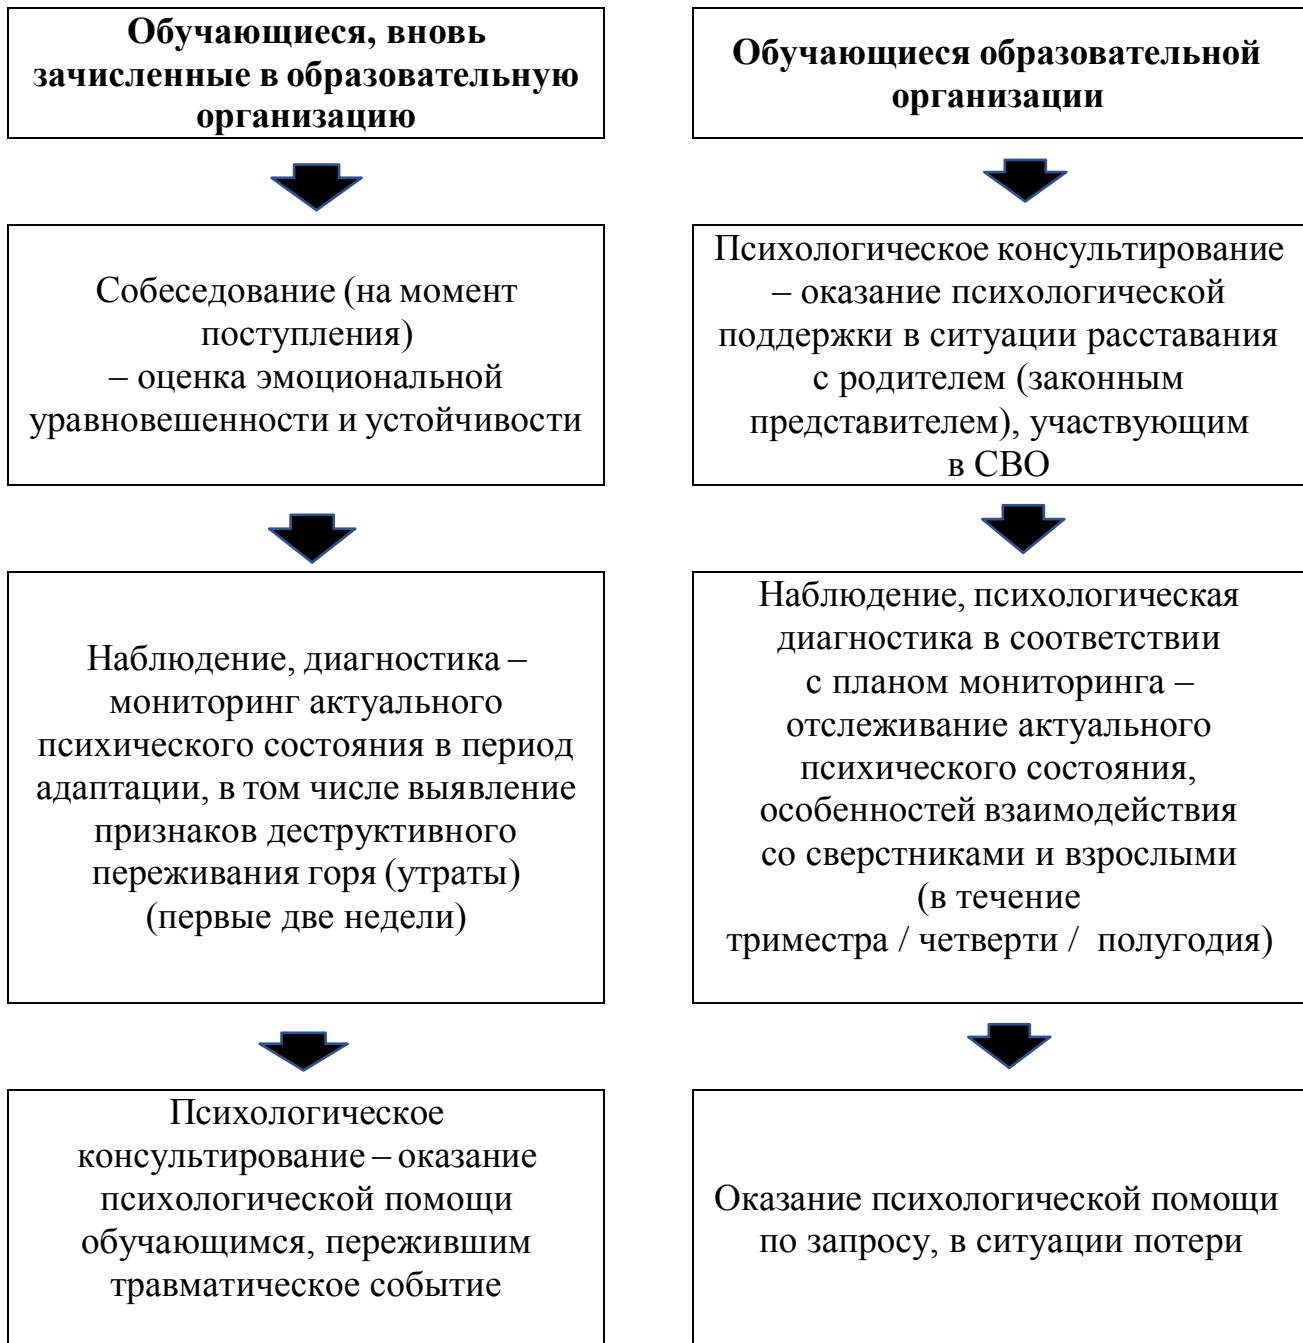 Обучающиеся, вновь
зачисленные в образовательную
организацию
Собеседование (на момент
поступления)
– оценка эмоциональной
уравновешенности и устойчивости
Наблюдение, диагностика –
мониторинг актуального
психического состояния в период
адаптации, в том числе выявление
признаков деструктивного
переживания горя (утраты)
(первые две недели)
Психологическое
консультирование – оказание
психологической помощи
обучающимся, пережившим
травматическое событие
Обучающиеся образовательной
организации
Психологическое консультирование
– оказание психологической
поддержки в ситуации расставания
с родителем (законным
представителем), участвующим
в СВО
Наблюдение, психологическая
диагностика в соответствии
с планом мониторинга –
отслеживание актуального
психического состояния,
особенностей взаимодействия
со сверстниками и взрослыми
(в течение
триместра / четверти /  полугодия)
Оказание психологической помощи
по запросу, в ситуации потери